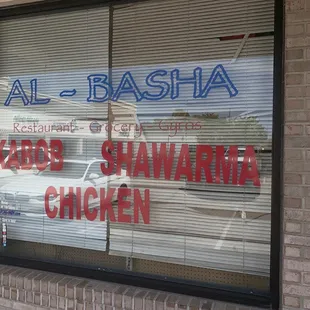 AL - BASHA
Restaurant - Grocery - Gyros
KABOB SHAWARMA
CHICKEN